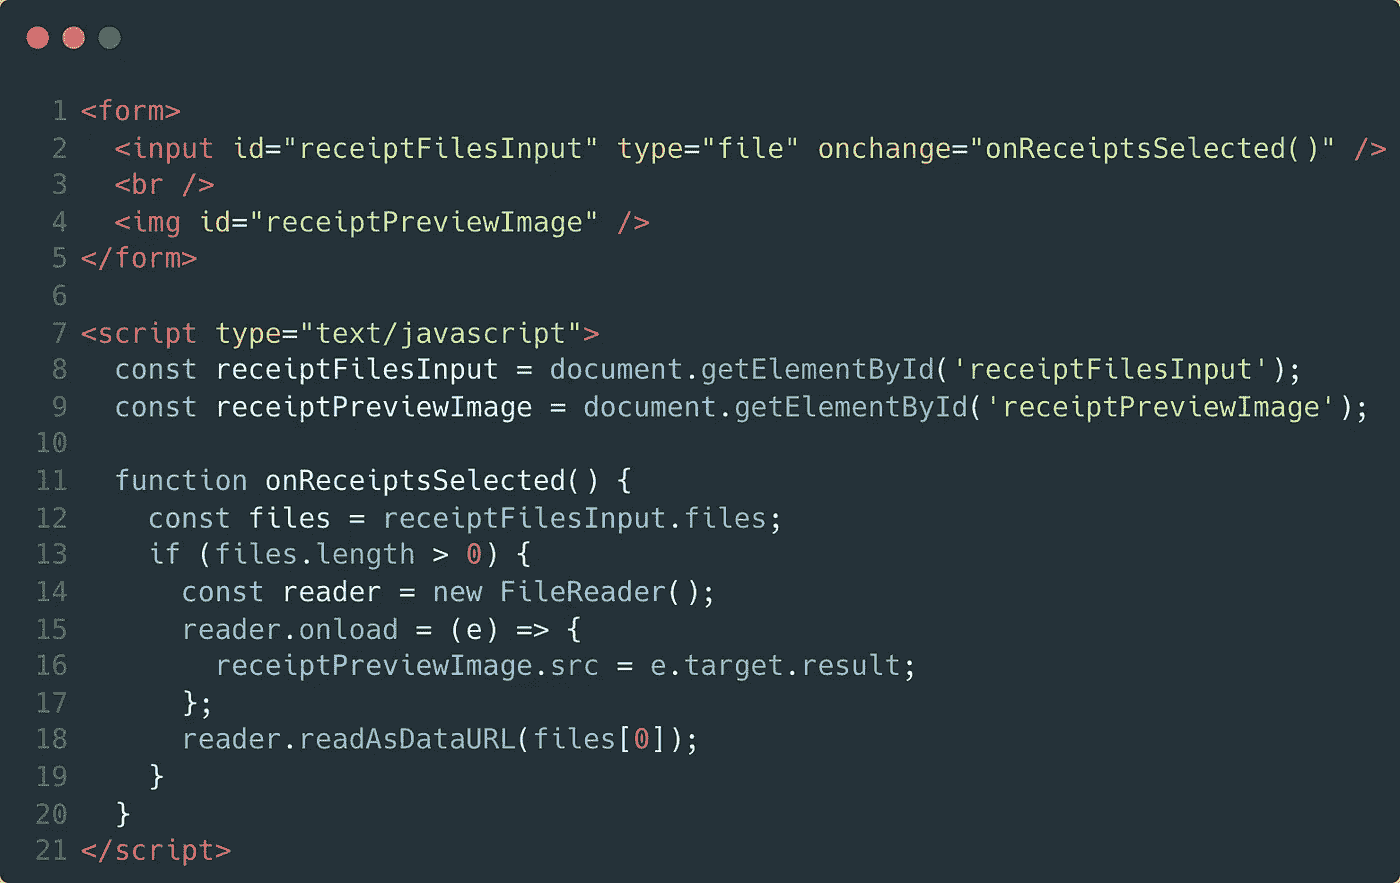 1 <form>
2   <input id="receiptFilesInput" type="file" onchange="onReceiptsSelected()" />
3   <br />
4   <img id="receiptPreviewImage" />
5 </form>
6
7 <script type="text/javascript">
8   const receiptFilesInput = document.getElementById('receiptFilesInput');
9   const receiptPreviewImage = document.getElementById('receiptPreviewImage');
10
11   function onReceiptsSelected() {
12     const files = receiptFilesInput.files;
13     if (files.length > 0) {
14       const reader = new FileReader();
15       reader.onload = (e) => {
16         receiptPreviewImage.src = e.target.result;
17       };
18       reader.readAsDataURL(files[0]);
19     }
20   }
21 </script>